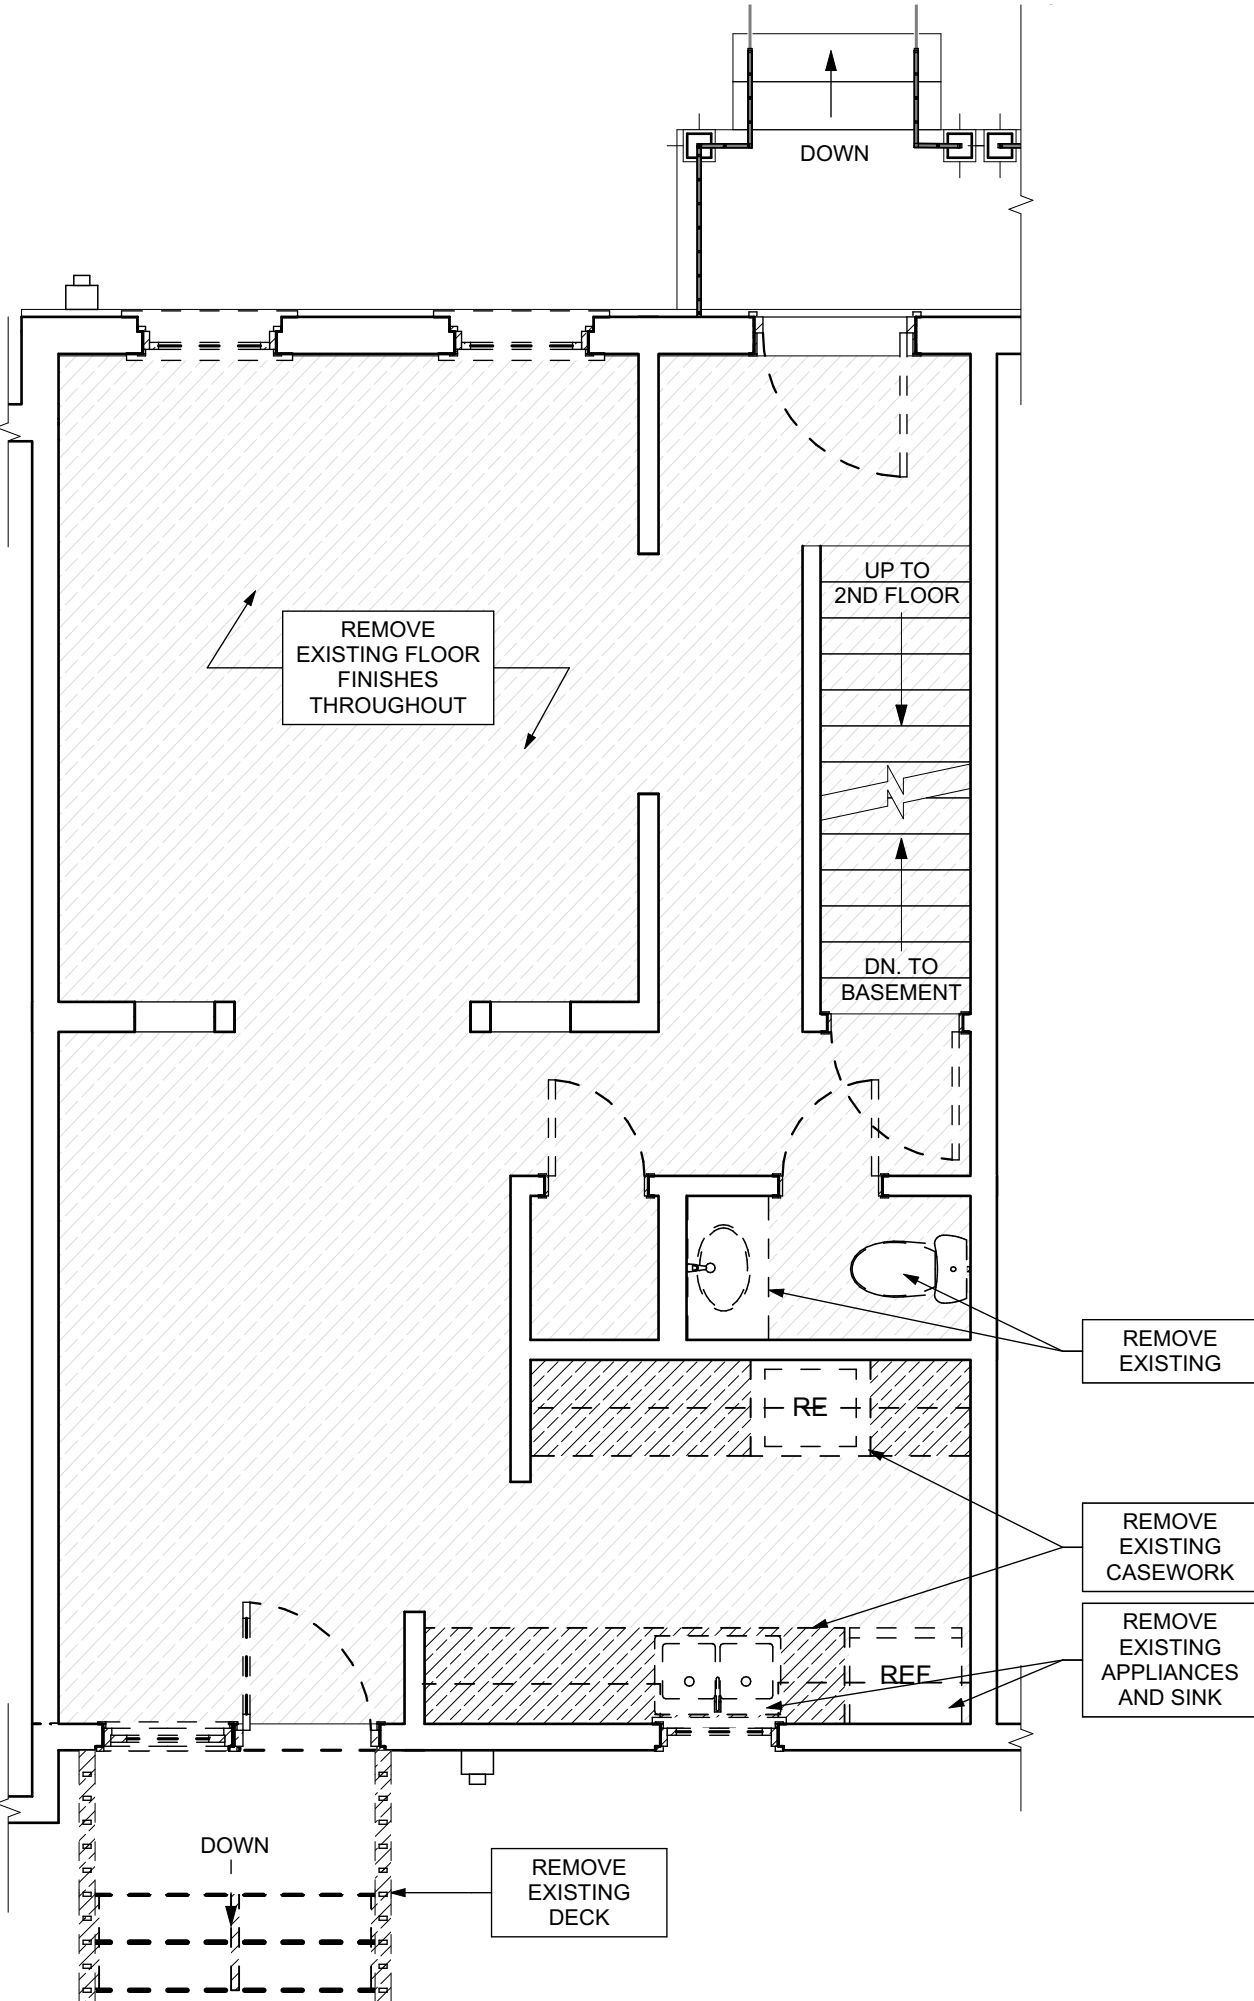 DOWN
UP TO
2ND FLOOR
REMOVE
EXISTING FLOOR
FINISHES
THROUGHOUT
DN. TO
BASEMENT
REMOVE
EXISTING
RE
REMOVE
EXISTING
CASEWORK
REMOVE
EXISTING
APPLIANCES
AND SINK
REF
DOWN
REMOVE
EXISTING
DECK